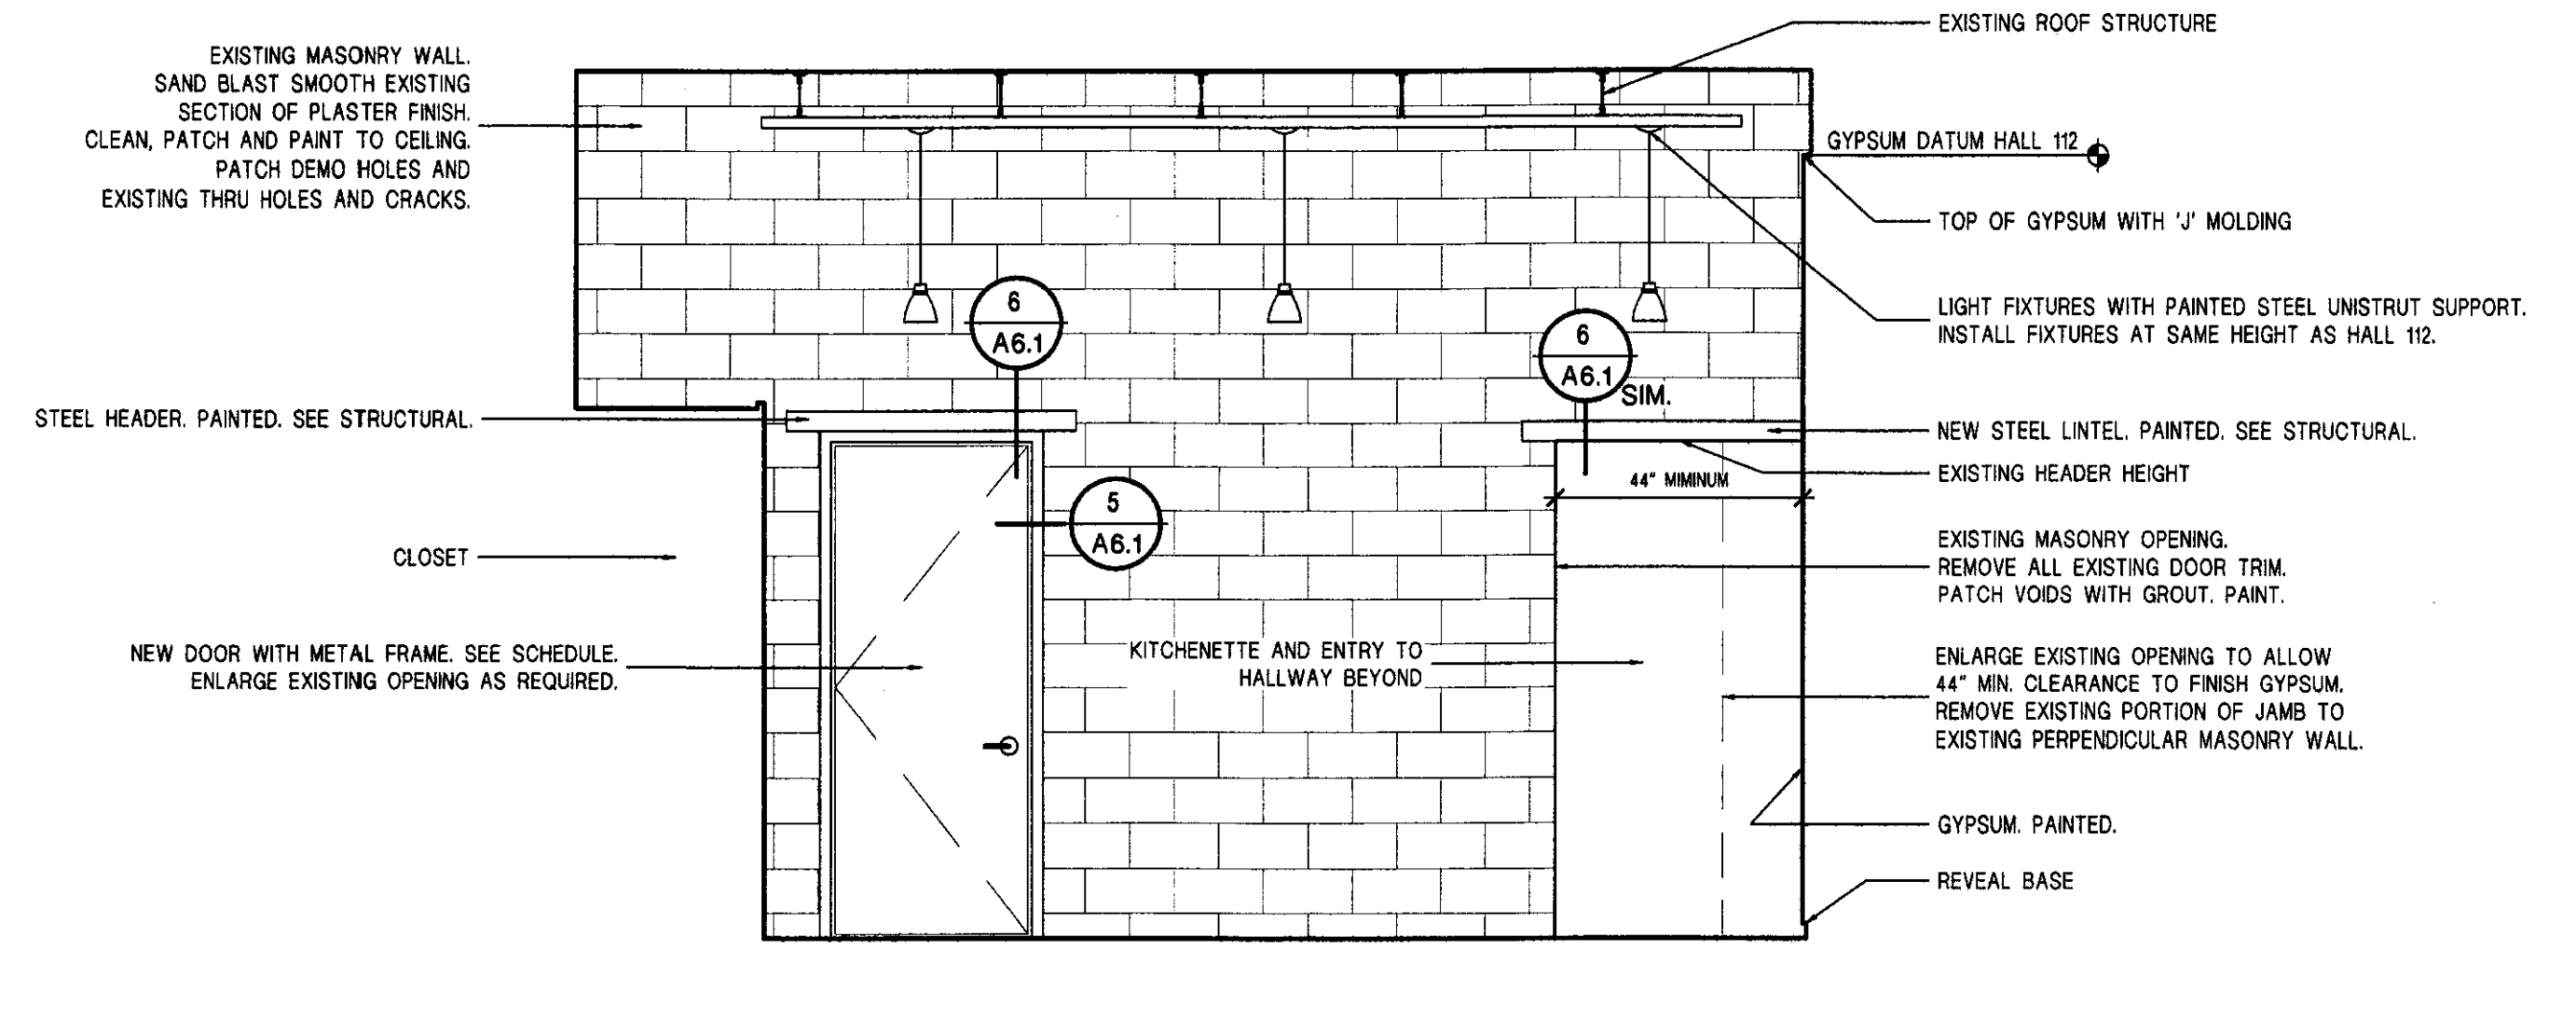 EXISTING MASONRY WALL.
SAND BLAST SMOOTH EXISTING
SECTION OF PLASTER FINISH.
CLEAN, PATCH AND PAINT TO CEILING.
PATCH DEMO HOLES AND
EXISTING THRU HOLES AND CRACKS.
STEEL HEADER. PAINTED. SEE STRUCTURAL.
CLOSET
NEW DOOR WITH METAL FRAME. SEE SCHEDULE.
ENLARGE EXISTING OPENING AS REQUIRED.
6
A6.1
5
A6.1
6
A6.1
SIM.
44" MIMINUM
KITCHENETTE AND ENTRY TO
HALLWAY BEYOND
EXISTING ROOF STRUCTURE
GYPSUM DATUM HALL 112
TOP OF GYPSUM WITH 'J' MOLDING
LIGHT FIXTURES WITH PAINTED STEEL UNISTRUT SUPPORT.
INSTALL FIXTURES AT SAME HEIGHT AS HALL 112.
NEW STEEL LINTEL. PAINTED. SEE STRUCTURAL.
EXISTING HEADER HEIGHT
EXISTING MASONRY OPENING.
REMOVE ALL EXISTING DOOR TRIM.
PATCH VOIDS WITH GROUT. PAINT.
ENLARGE EXISTING OPENING TO ALLOW
44" MIN. CLEARANCE TO FINISH GYPSUM.
REMOVE EXISTING PORTION OF JAMB TO
EXISTING PERPENDICULAR MASONRY WALL.
GYPSUM. PAINTED.
REVEAL BASE